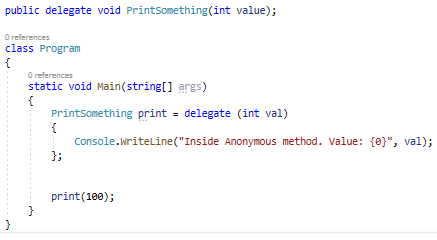 public delegate void PrintSomething(int value);
0 references
class Program
{
0 references
static void Main(string[] args)
{
PrintSomething print = delegate (int val)
{
Console.WriteLine("Inside Anonymous method. Value: {0}", val);
};
print(100);
}
}